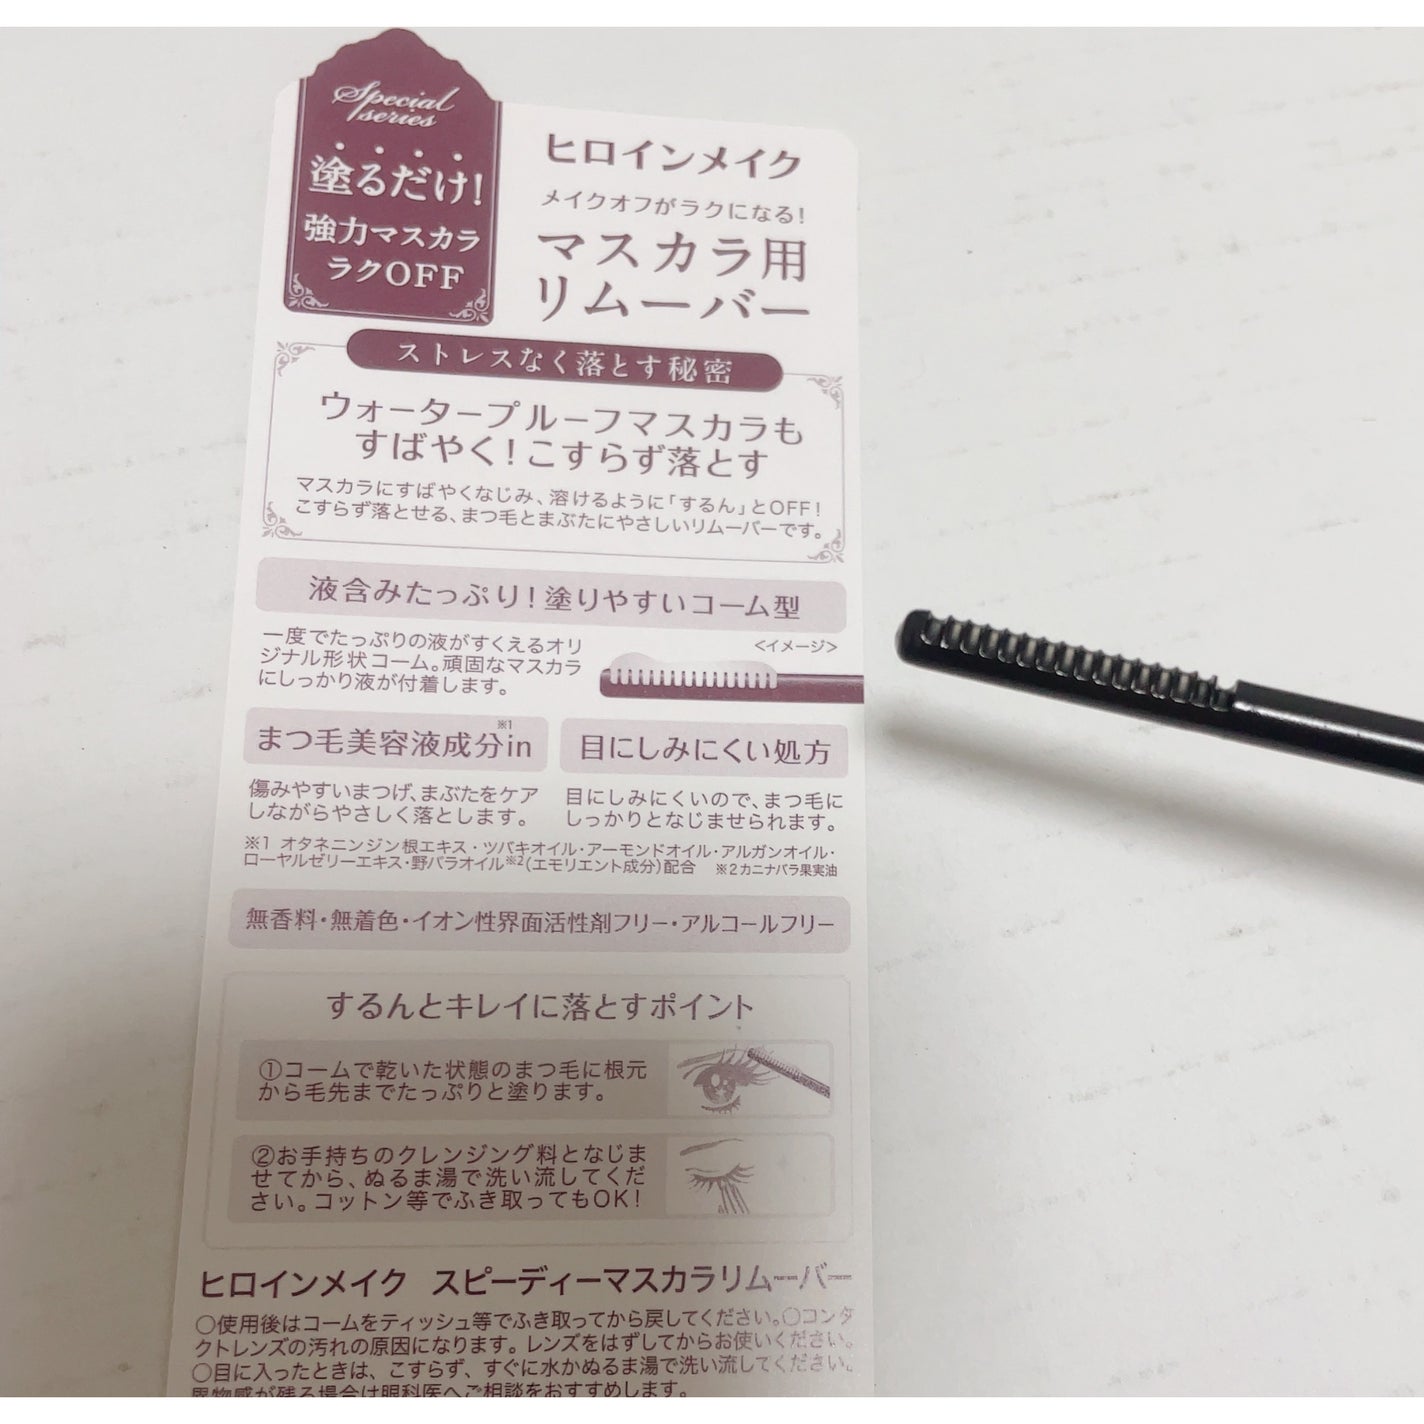 Special
series
塗るだけ!
強力マスカラ
ラクOFF
ヒロインメイク
メイクオフがラクになる!
マスカラ用
リムーバー
ストレスなく落とす秘密
ウォータープルーフマスカラも
すばやく!こすらず落とす
マスカラにすばやくなじみ、溶けるように「するん」とOFF!
こすらず落とせる、まつ毛とまぶたにやさしいリムーバーです。
液含みたっぷり!塗りやすいコーム型
一度でたっぷりの液がすくえるオリ
ジナル形状コーム。頑固なマスカラ
にしっかり液が付着します。
<イメージ>
まつ毛美容液成分in※1
傷みやすいまつげ、まぶたをケア
しながらやさしく落とします。
目にしみにくい処方
目にしみにくいので、まつ毛に
しっかりとなじませられます。
※1 オタネニンジン根エキス・ツバキオイル・アーモンドオイル・アルガンオイル・
ローヤルゼリーエキス・野バラオイル※2(エモリエント成分)配合 ※2カニナバラ果実油
無香料・無着色・イオン性界面活性剤フリー・アルコールフリー
するんとキレイに落とすポイント
①コームで乾いた状態のまつ毛に根元
から毛先までたっぷりと塗ります。
②お手持ちのクレンジング料となじま
せてから、ぬるま湯で洗い流してくだ
さい。コットン等でふき取ってもOK!
ヒロインメイク スピーディーマスカラリムーバー
○使用後はコームをティッシュ等でふき取ってから戻してください。○コンタ
クトレンズの汚れの原因になります。レンズをはずしてからお使いください。
○目に入ったときは、こすらず、すぐに水かぬるま湯で洗い流してください。
異物感が残る場合は眼科医へご相談をおすすめします。